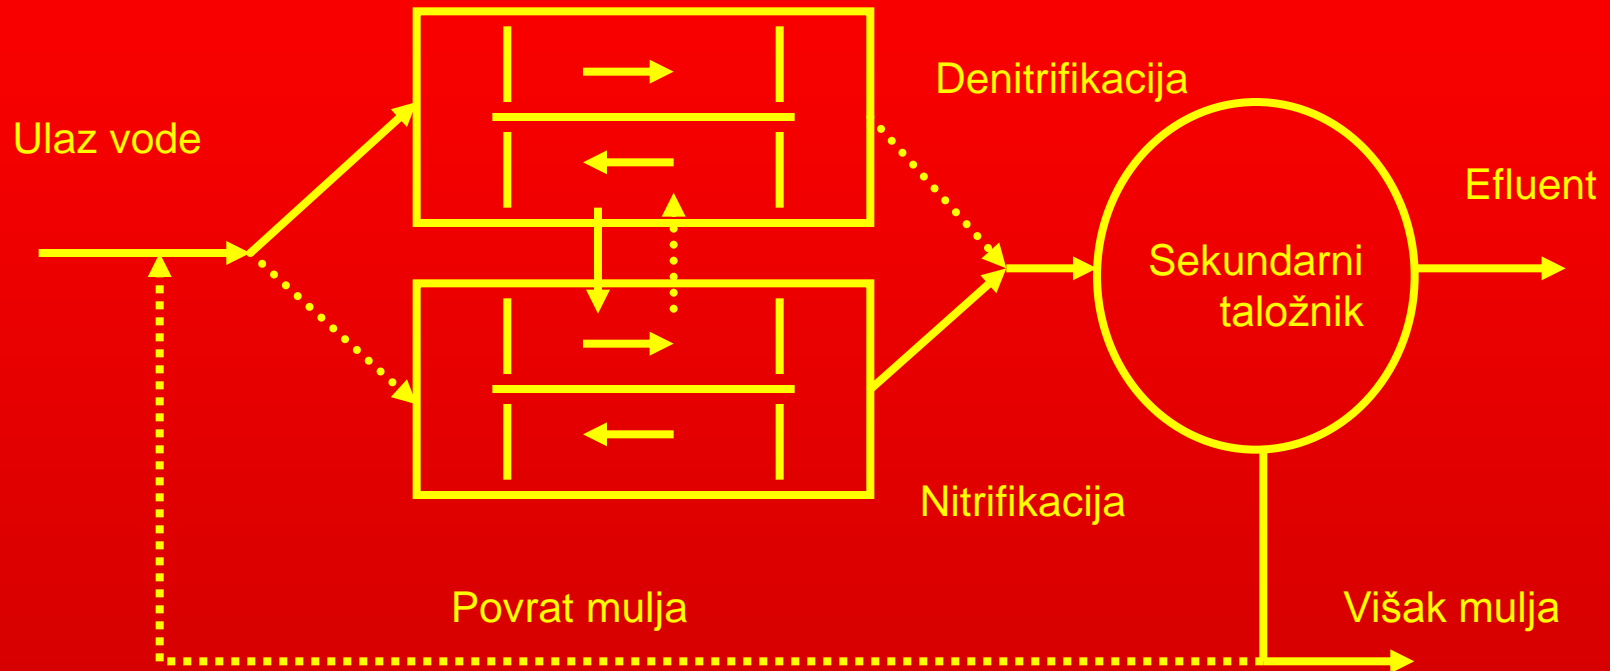 Denitrifikacija
Ulaz vode
Efluent
Sekundarni
taložnik
Nitrifikacija
Povrat mulja
Višak mulja